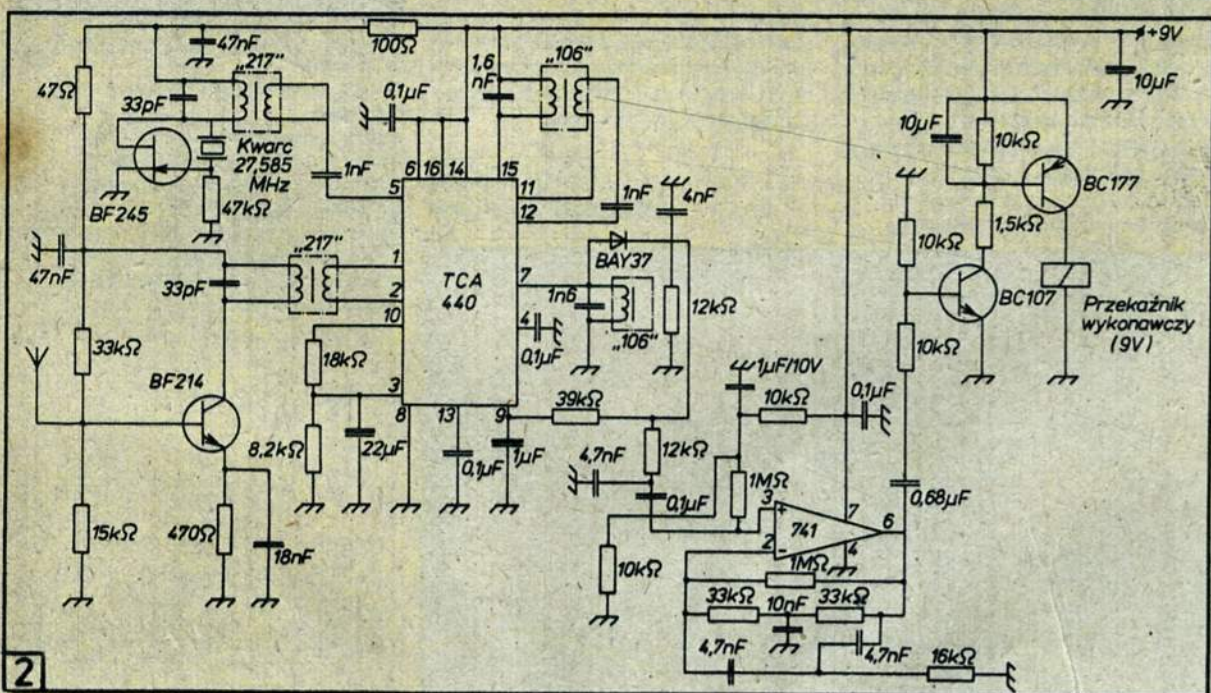 47nF
100Ω
+9V
„217"
1,6
nF
„106"
10µF
47Ω
33pF
0,1µF
10µF
10kΩ
Kwarc
27,585
MHz
1nF
6
16
14
15
BC177
BF245
47kΩ
5
11
12
1nF
4nF
10kΩ
1,5kΩ
47nF
„217"
BAY37
BC107
33pF
1
2
TCA
440
7
1n6
12kΩ
Przekaźnik
wykonawczy
(9V)
10
4
0,1µF
„106"
33kΩ
18kΩ
1µF/10V
10kΩ
BF214
3
39kΩ
10kΩ
0,1µF
8
13
9
8,2kΩ
22µF
0,1µF
1µF
12kΩ
4,7nF
0,1µF
1MΩ
3
+
7
6
0,68µF
15kΩ
470Ω
18nF
741
2
-
4
10kΩ
1MΩ
33kΩ
10nF
33kΩ
4,7nF
4,7nF
16kΩ
2